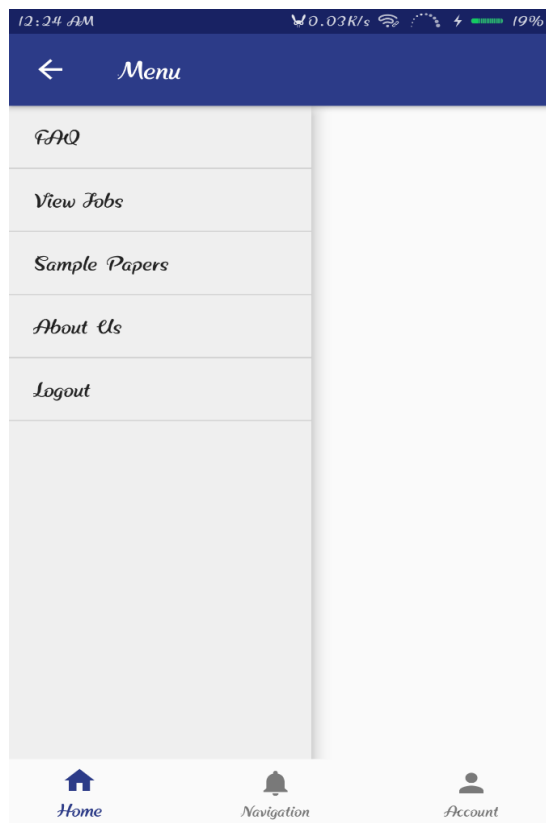 12:24 AM 0.03K/s 19%
Menu
FAQ
View Jobs
Sample Papers
About Us
Logout
Home Navigation Account